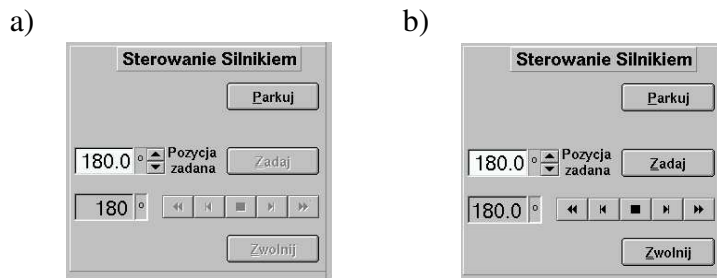 a)
Sterowanie Silnikiem
Parkuj
180.0 ° Pozycja zadana Zadaj
180 °
Zwolnij
b)
Sterowanie Silnikiem
Parkuj
180.0 ° Pozycja zadana Zadaj
180.0 °
Zwolnij